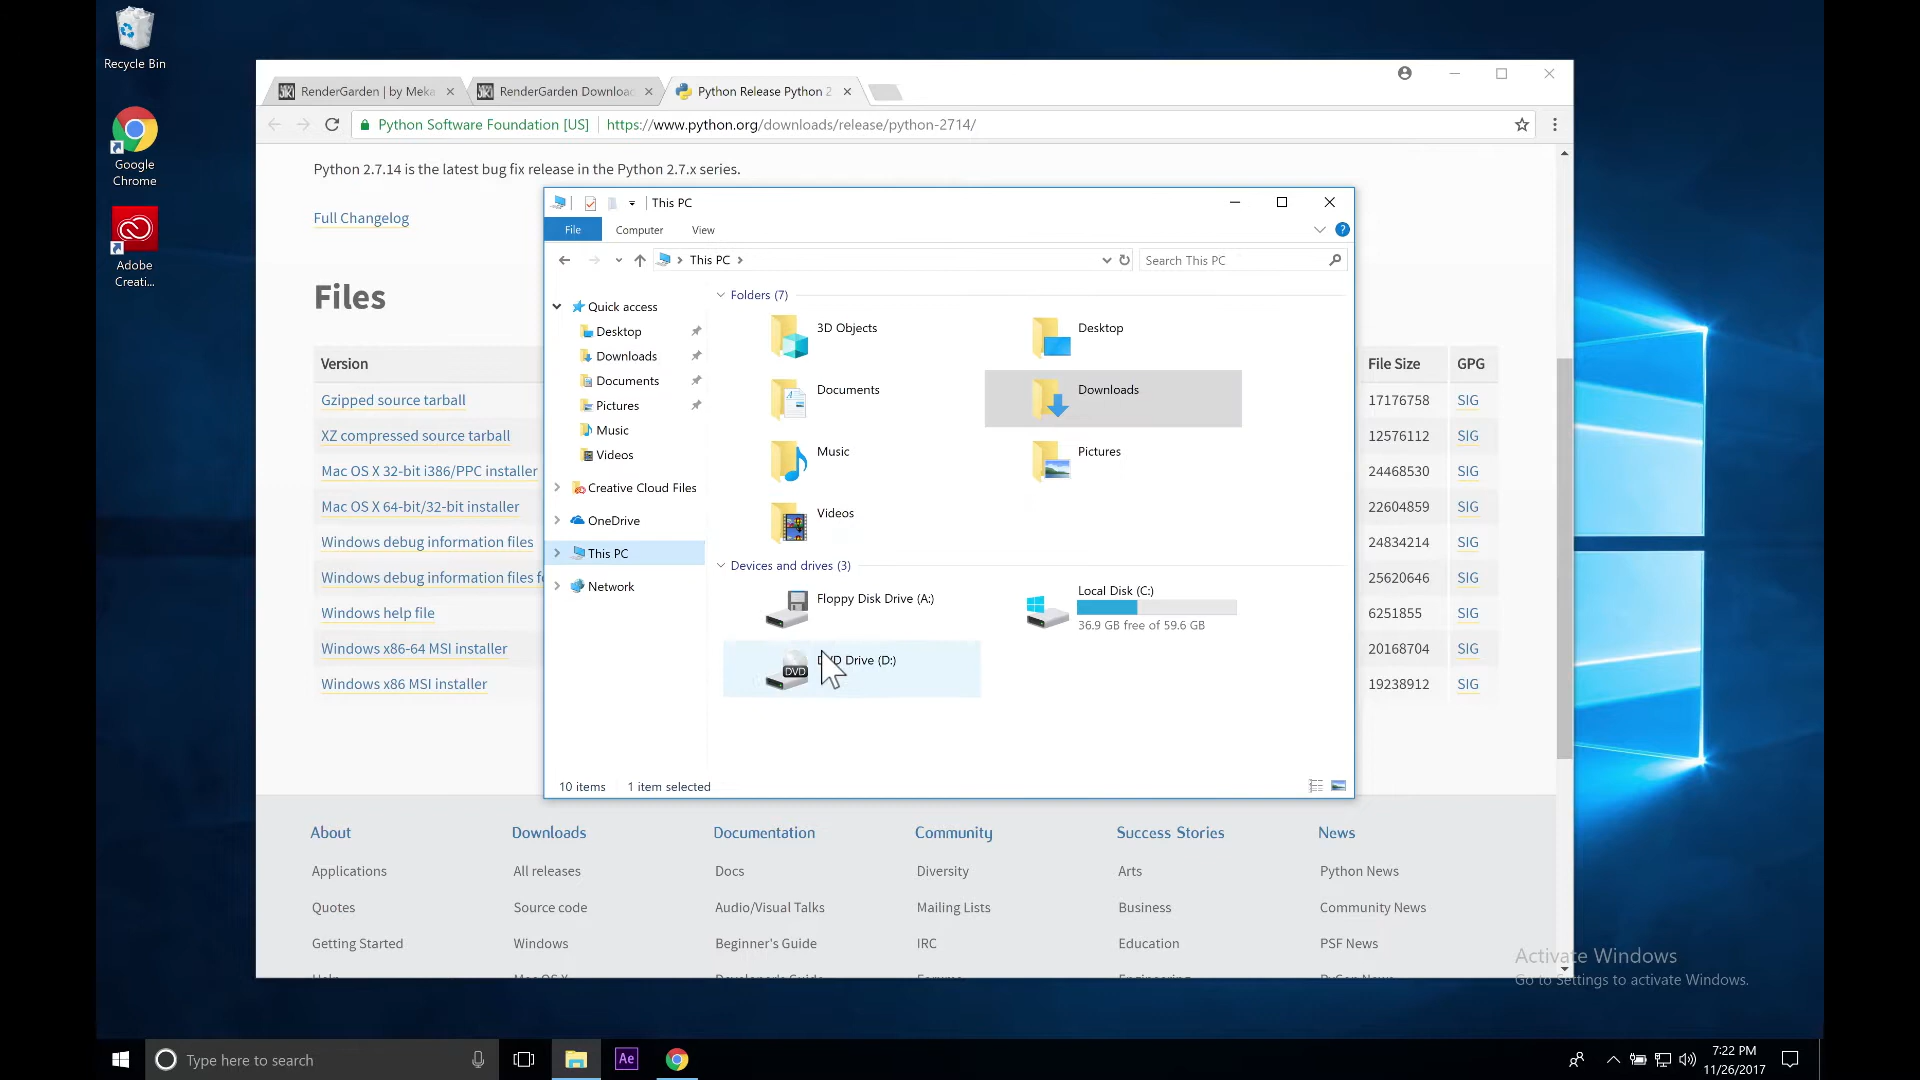 Recycle Bin
Google
Chrome
Adobe
Creati...
RenderGarden | by Meka
RenderGarden Download
Python Release Python 2
Python Software Foundation [US]
https://www.python.org/downloads/release/python-2714/
Python 2.7.14 is the latest bug fix release in the Python 2.7.x series.
Full Changelog
Files
Version
File Size
GPG
Gzipped source tarball
17176758
SIG
XZ compressed source tarball
12576112
SIG
Mac OS X 32-bit i386/PPC installer
24468530
SIG
Mac OS X 64-bit/32-bit installer
22604859
SIG
Windows debug information files
24834214
SIG
Windows debug information files
25620646
SIG
Windows help file
6251855
SIG
Windows x86-64 MSI installer
20168704
SIG
Windows x86 MSI installer
19238912
SIG
This PC
File
Computer
View
This PC
Search This PC
Quick access
Desktop
Downloads
Documents
Pictures
Music
Videos
Creative Cloud Files
OneDrive
This PC
Network
Folders (7)
3D Objects
Desktop
Documents
Downloads
Music
Pictures
Videos
Devices and drives (3)
Floppy Disk Drive (A:)
Local Disk (C:)
36.9 GB free of 59.6 GB
DVD
Drive (D:)
10 items
1 item selected
About
Downloads
Documentation
Community
Success Stories
News
Applications
All releases
Docs
Diversity
Arts
Python News
Quotes
Source code
Audio/Visual Talks
Mailing Lists
Business
Community News
Getting Started
Windows
Beginner's Guide
IRC
Education
PSF News
Activate Windows
Go to Settings to activate Windows.
Type here to search
Ae
7:22 PM
11/26/2017